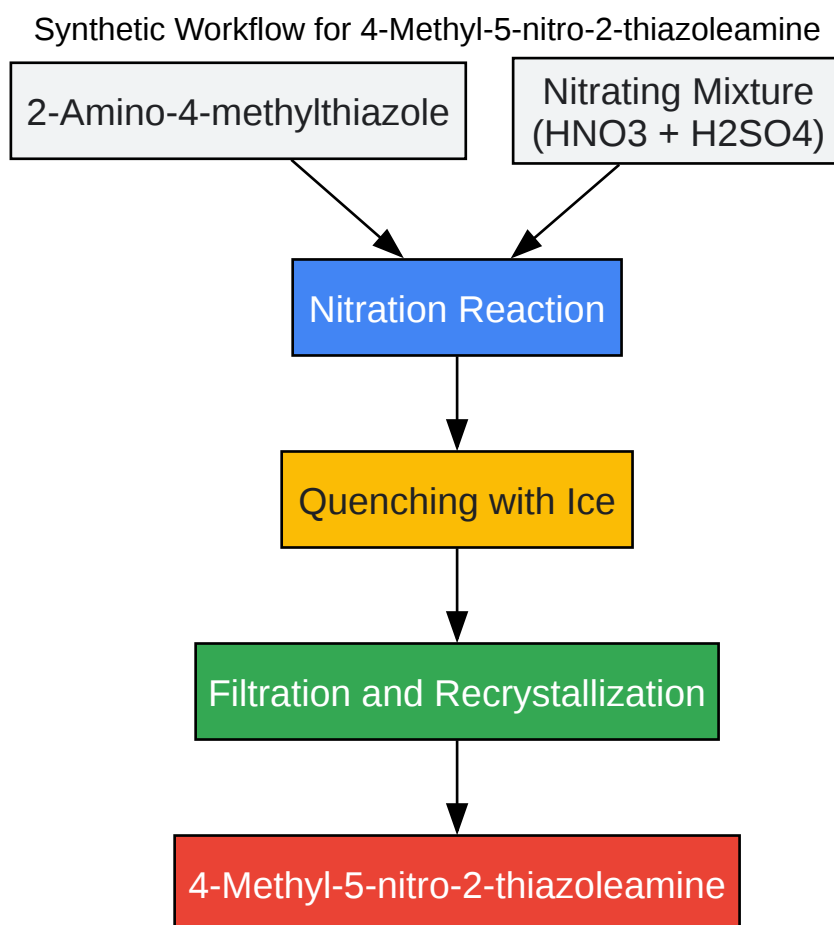 Synthetic Workflow for 4-Methyl-5-nitro-2-thiazoleamine
2-Amino-4-methylthiazole
Nitrating Mixture
(HNO3 + H2SO4)
Nitration Reaction
Quenching with Ice
Filtration and Recrystallization
4-Methyl-5-nitro-2-thiazoleamine